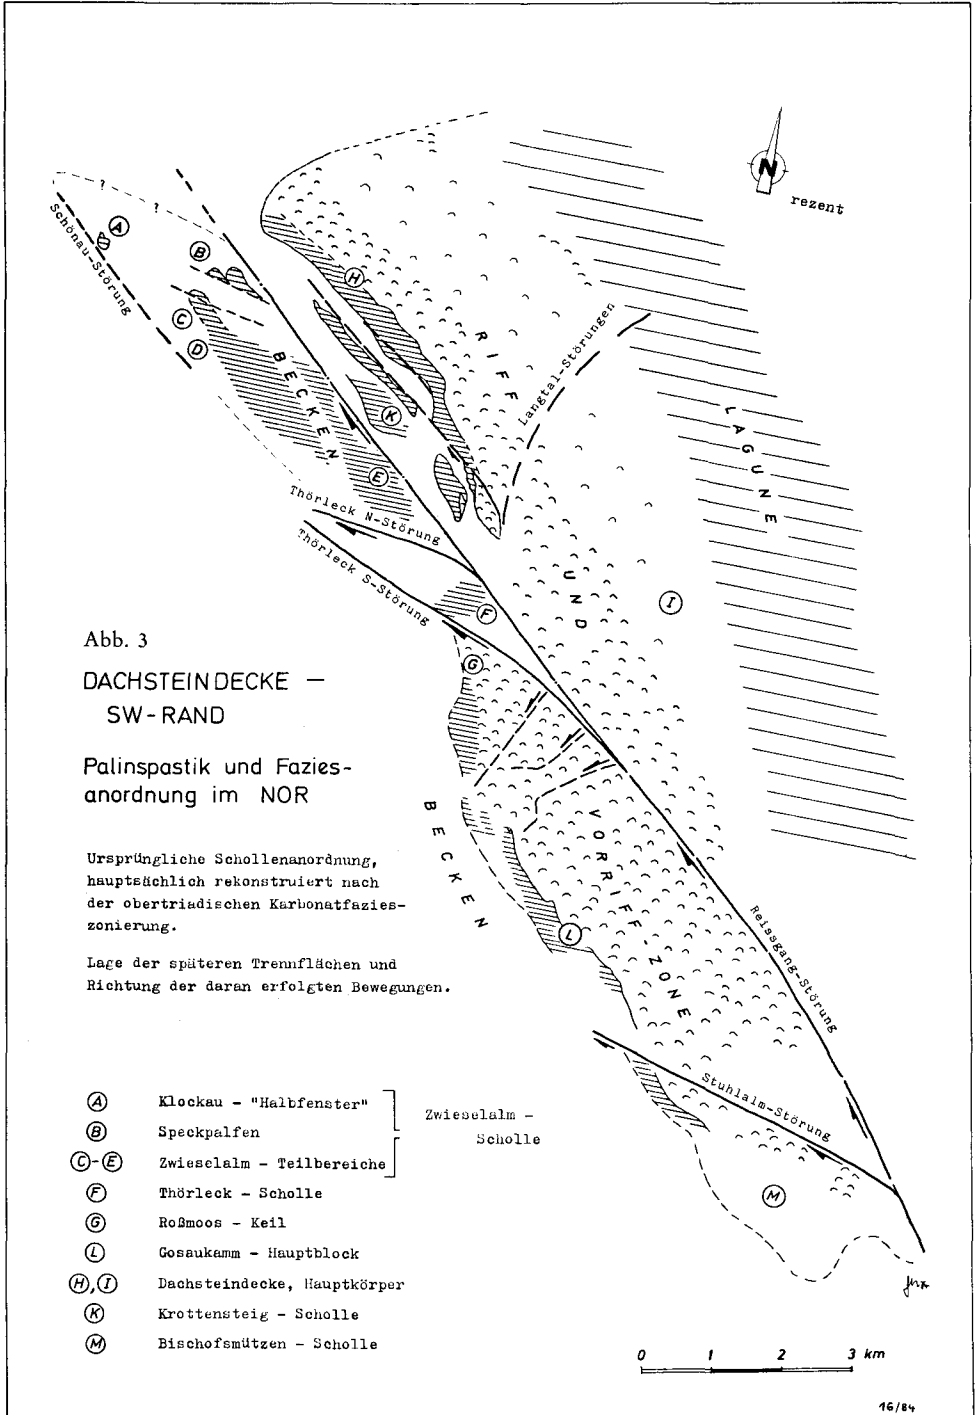 N
rezent
Schönau-Störung
?
?
A
B
C
D
E
F
G
H
I
K
L
M
BECKEN
RIFF
UND
VORRIFF-ZONE
LAGUNE
Langtal-Störungen
Thörleck N-Störung
Thörleck S-Störung
BECKEN
Reissgang-Störung
Stuhlalm-Störung
Abb. 3
DACHSTEINDECKE –
SW-RAND
Palinspastik und Fazies-
anordnung im NOR
Ursprüngliche Schollenanordnung,
hauptsächlich rekonstruiert nach
der obertriadischen Karbonatfazies-
zonierung.
Lage der späteren Trennflächen und
Richtung der daran erfolgten Bewegungen.
A Klockau – "Halbfenster"
B Speckpalfen
C-E Zwieselalm – Teilbereiche
Zwieselalm –
Scholle
F Thörleck – Scholle
G Roßmoos – Keil
L Gosaukamm – Hauptblock
H, I Dachsteindecke, Hauptkörper
K Krottensteig – Scholle
M Bischofsmützen – Scholle
0 1 2 3 km
16/84